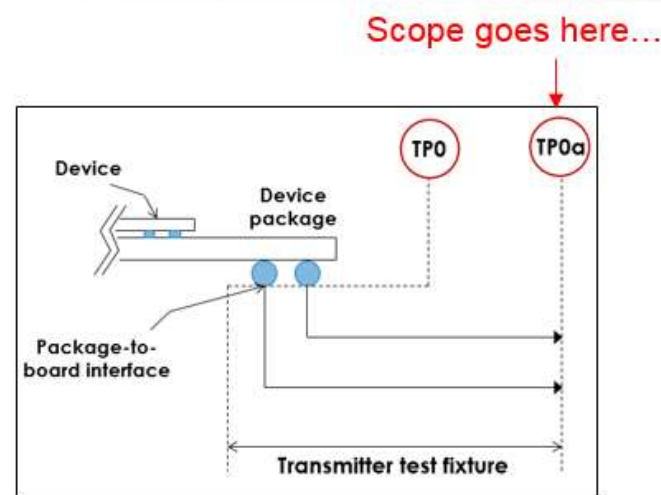 Scope goes here…
TP0
TP0a
Device
Device
package
Package-to-
board interface
Transmitter test fixture